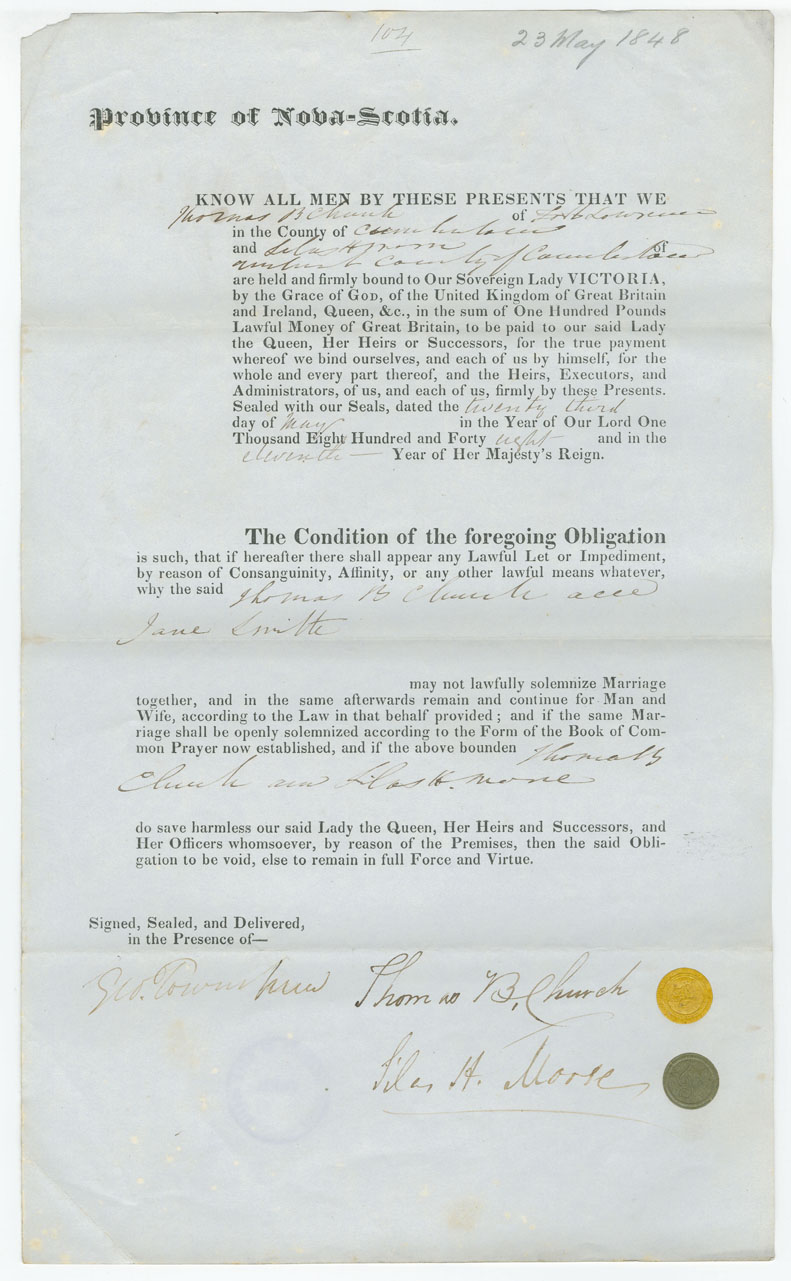 104
23 May 1848
Province of Nova-Scotia.
KNOW ALL MEN BY THESE PRESENTS THAT WE
Thomas B Church of Fort Lawrence
in the County of Cumberland
and Silas H of
Amherst County of Cumberland
are held and firmly bound to Our Sovereign Lady VICTORIA,
by the Grace of GOD, of the United Kingdom of Great Britain
and Ireland, Queen, &c., in the sum of One Hundred Pounds
Lawful Money of Great Britain, to be paid to our said Lady
the Queen, Her Heirs or Successors, for the true payment
whereof we bind ourselves, and each of us by himself, for the
whole and every part thereof, and the Heirs, Executors, and
Administrators, of us, and each of us, firmly by these Presents.
Sealed with our Seals, dated the twenty third
day of May in the Year of Our Lord One
Thousand Eight Hundred and Forty eight and in the
eleventh — Year of Her Majesty's Reign.
The Condition of the foregoing Obligation
is such, that if hereafter there shall appear any Lawful Let or Impediment,
by reason of Consanguinity, Affinity, or any other lawful means whatever,
why the said Thomas B Church and
Jane Smith
may not lawfully solemnize Marriage
together, and in the same afterwards remain and continue for Man and
Wife, according to the Law in that behalf provided; and if the same Mar-
riage shall be openly solemnized according to the Form of the Book of Com-
mon Prayer now established, and if the above bounden Thomas B
Church and Silas H. Morse
do save harmless our said Lady the Queen, Her Heirs and Successors, and
Her Officers whomsoever, by reason of the Premises, then the said Obli-
gation to be void, else to remain in full Force and Virtue.
Signed, Sealed, and Delivered,
in the Presence of—
Geo. Townshend Thomas B. Church
Silas H. Morse